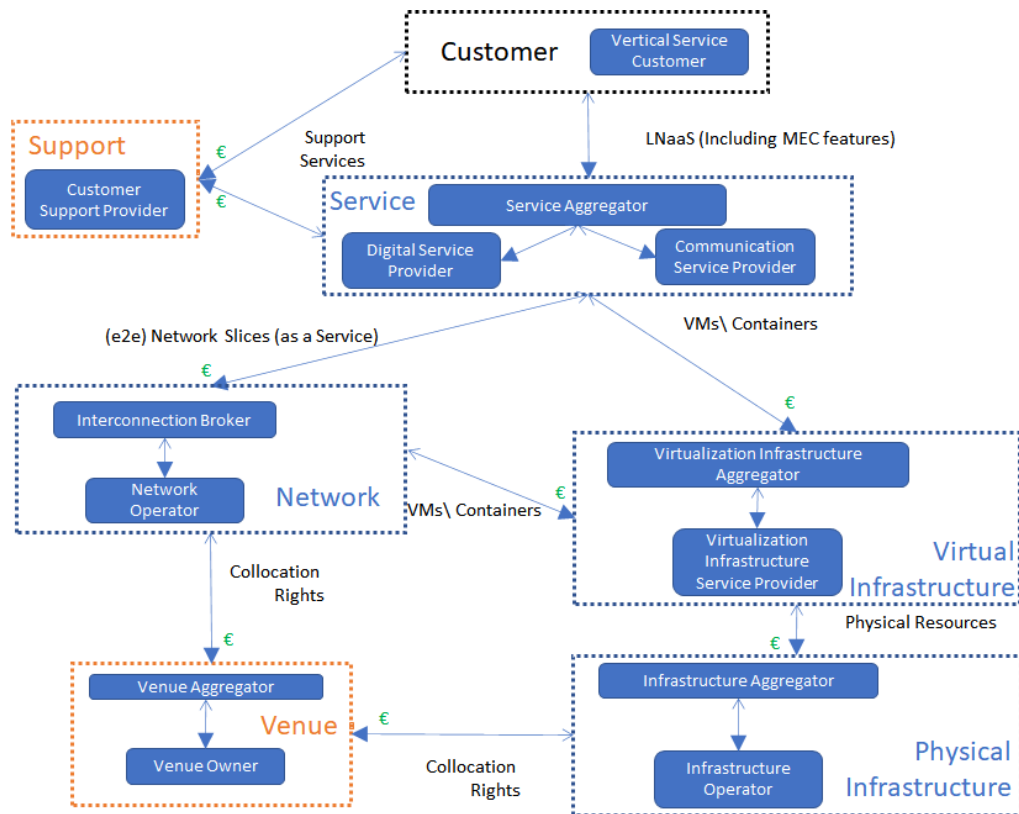 Customer
Vertical Service
Customer
Support
Services
LNaaS (Including MEC features)
€
Support
Customer
Support Provider
€
Service
Service Aggregator
Digital Service
Provider
Communication
Service Provider
(e2e) Network Slices (as a Service)
VMs\ Containers
€
€
Interconnection Broker
Network
Operator
Network
VMs\ Containers
€
Virtualization Infrastructure
Aggregator
Virtualization
Infrastructure
Service Provider
Virtual
Infrastructure
Collocation
Rights
€
Physical Resources
€
Venue Aggregator
Venue
Venue Owner
€
Collocation
Rights
Infrastructure Aggregator
Infrastructure
Operator
Physical
Infrastructure